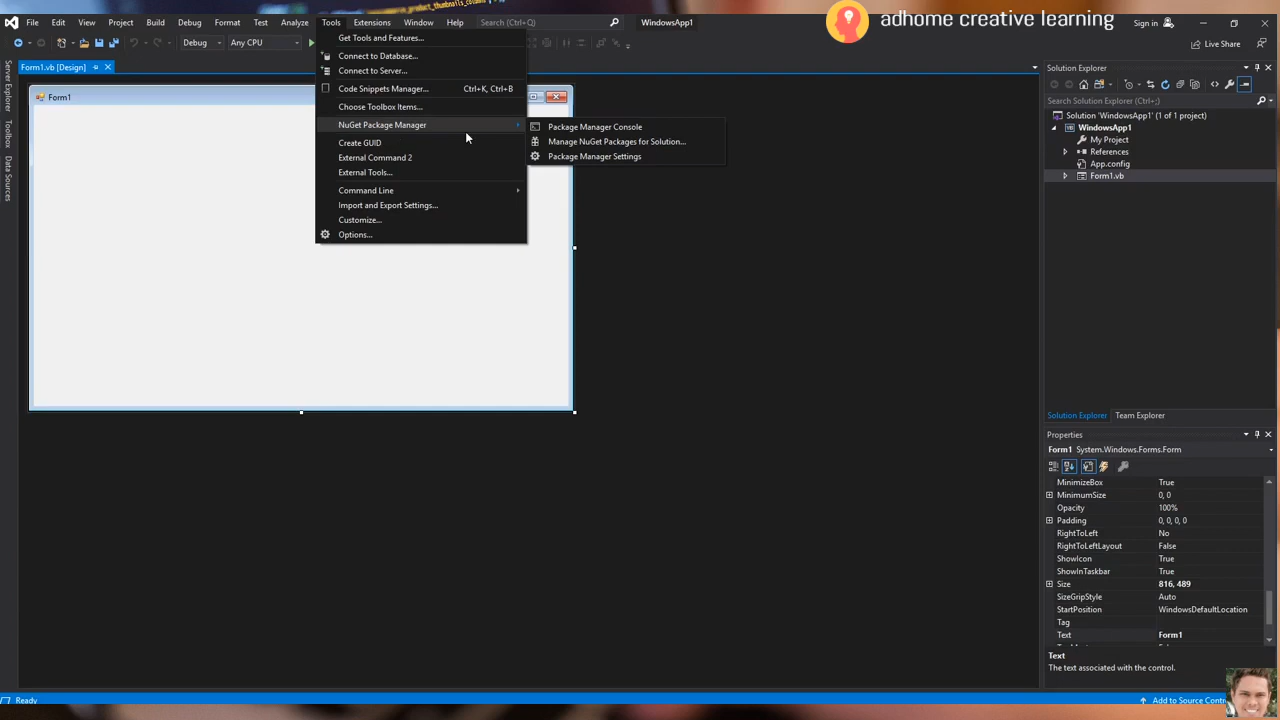 adhome creative learning
File Edit View Project Build Debug Format Test Analyze Tools Extensions Window Help Search (Ctrl+Q) WindowsApp1 Sign in
Debug Any CPU Live Share
Form1.vb [Design]
Server Explorer
Toolbox
Data Sources
Form1
Get Tools and Features...
Connect to Database...
Connect to Server...
Code Snippets Manager... Ctrl+K, Ctrl+B
Choose Toolbox Items...
NuGet Package Manager
Create GUID
External Command 2
External Tools...
Command Line
Import and Export Settings...
Customize...
Options...
Package Manager Console
Manage NuGet Packages for Solution...
Package Manager Settings
Solution Explorer
Search Solution Explorer (Ctrl+;)
Solution 'WindowsApp1' (1 of 1 project)
WindowsApp1
My Project
References
App.config
Form1.vb
Solution Explorer Team Explorer
Properties
Form1 System.Windows.Forms.Form
MinimizeBox True
MinimumSize 0, 0
Opacity 100%
Padding 0, 0, 0, 0
RightToLeft No
RightToLeftLayout False
ShowIcon True
ShowInTaskbar True
Size 816, 489
SizeGripStyle Auto
StartPosition WindowsDefaultLocation
Tag
Text Form1
Text
The text associated with the control.
Ready Add to Source